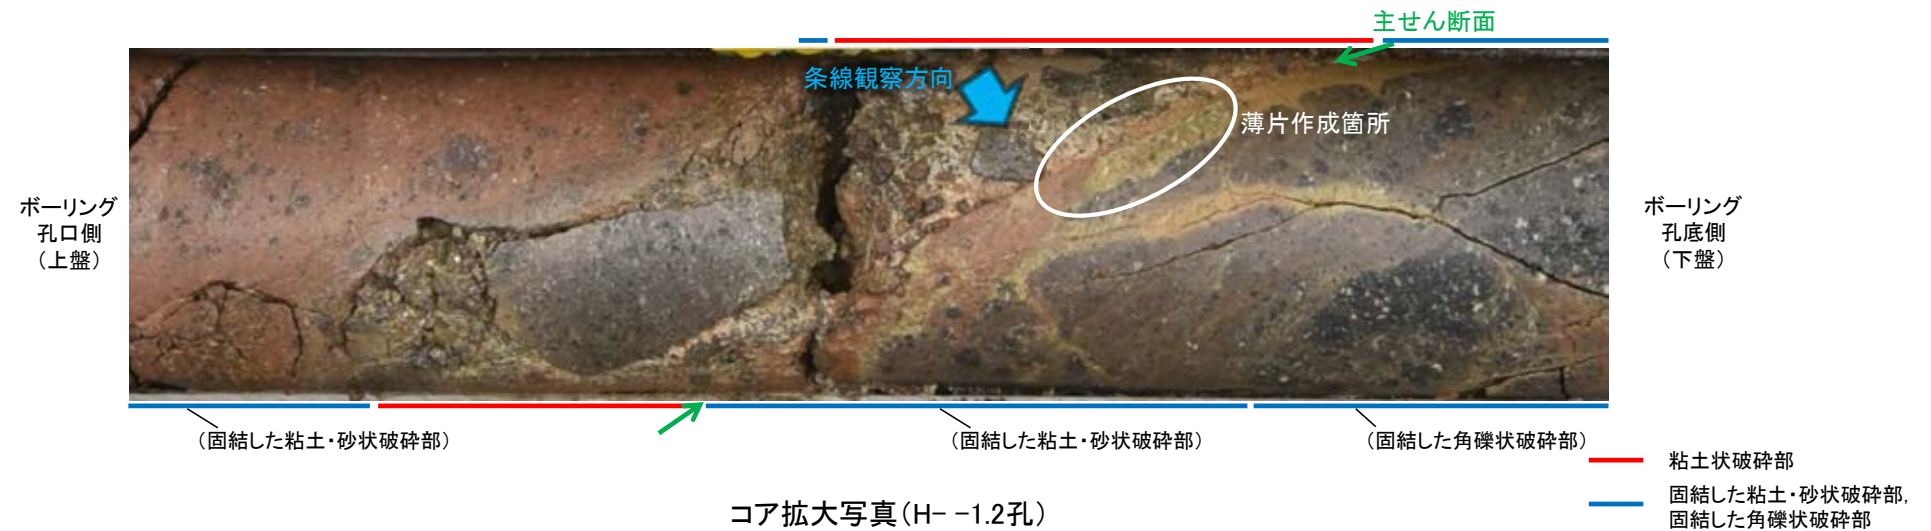 主せん断面
条線観察方向
薄片作成箇所
ボーリング
孔口側
（上盤）
ボーリング
孔底側
（下盤）
（固結した粘土・砂状破砕部）
（固結した粘土・砂状破砕部）
（固結した角礫状破砕部）
粘土状破砕部
固結した粘土・砂状破砕部，
固結した角礫状破砕部
コア拡大写真（H- -1.2孔）